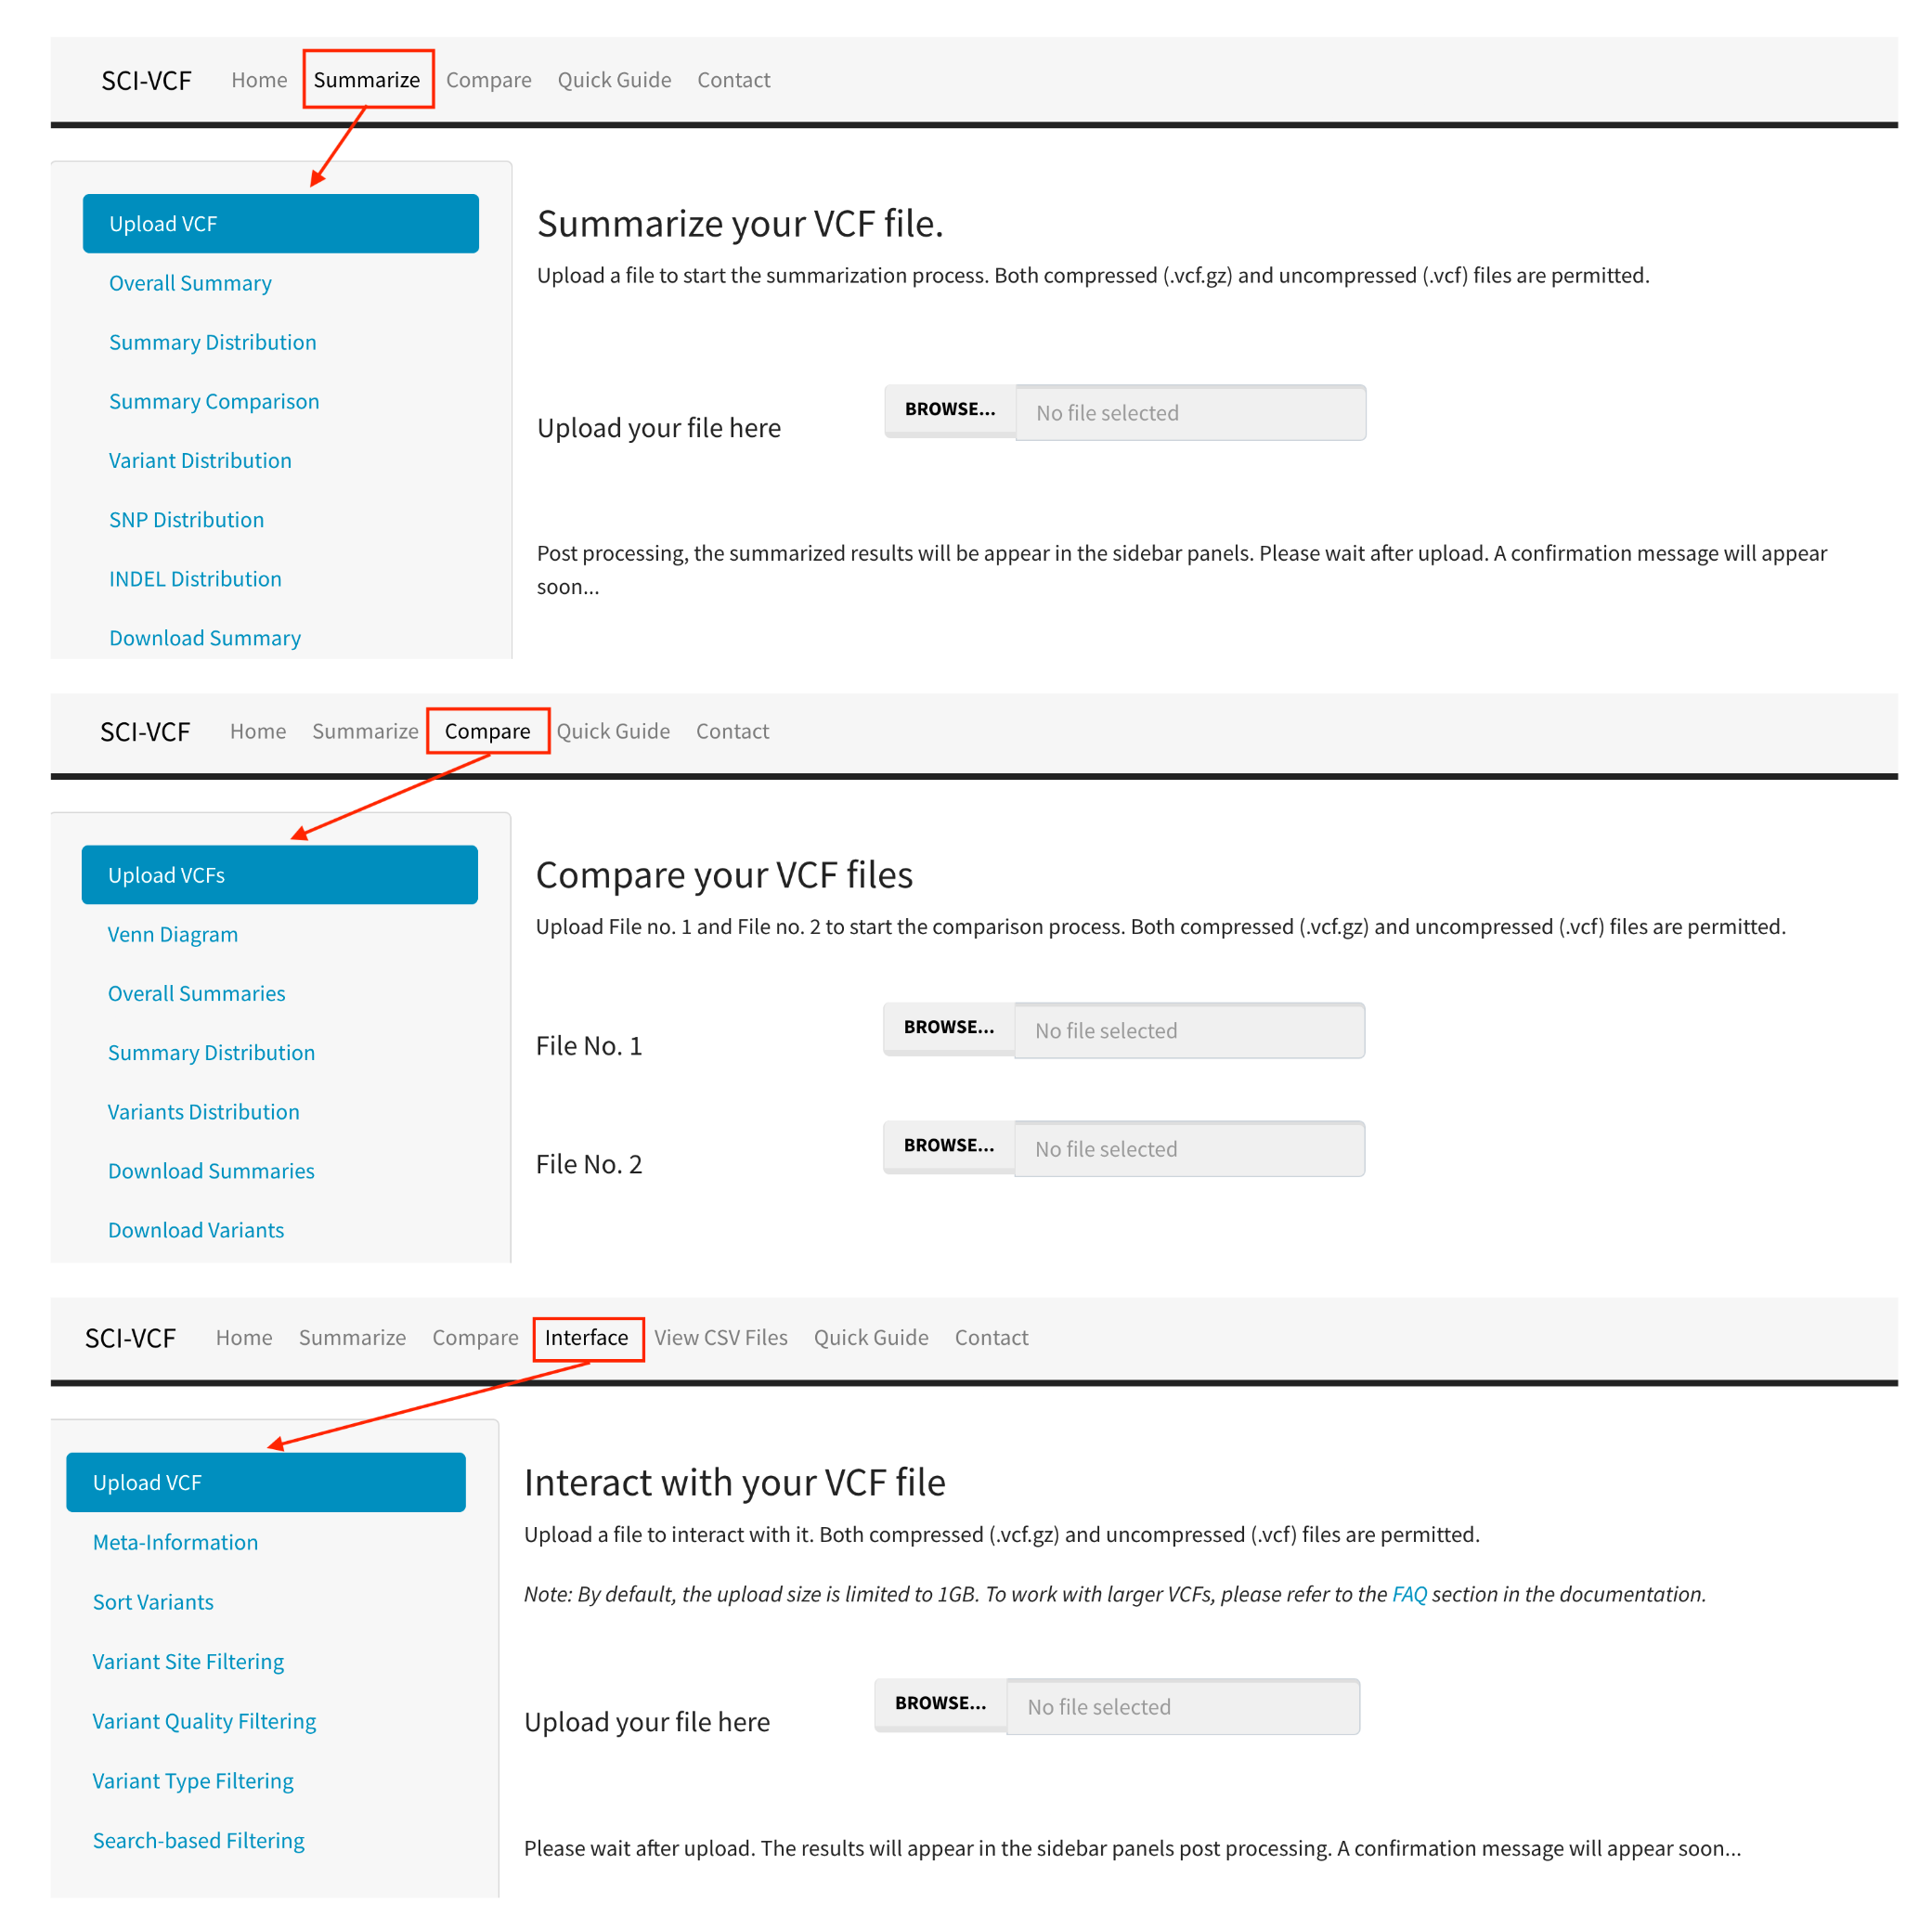 SCI-VCF Home Summarize Compare Quick Guide Contact
Upload VCF
Overall Summary
Summary Distribution
Summary Comparison
Variant Distribution
SNP Distribution
INDEL Distribution
Download Summary
Summarize your VCF file.
Upload a file to start the summarization process. Both compressed (.vcf.gz) and uncompressed (.vcf) files are permitted.
Upload your file here
BROWSE... No file selected
Post processing, the summarized results will be appear in the sidebar panels. Please wait after upload. A confirmation message will appear
soon...
SCI-VCF Home Summarize Compare Quick Guide Contact
Upload VCFs
Venn Diagram
Overall Summaries
Summary Distribution
Variants Distribution
Download Summaries
Download Variants
Compare your VCF files
Upload File no. 1 and File no. 2 to start the comparison process. Both compressed (.vcf.gz) and uncompressed (.vcf) files are permitted.
File No. 1
BROWSE... No file selected
File No. 2
BROWSE... No file selected
SCI-VCF Home Summarize Compare Interface View CSV Files Quick Guide Contact
Upload VCF
Meta-Information
Sort Variants
Variant Site Filtering
Variant Quality Filtering
Variant Type Filtering
Search-based Filtering
Interact with your VCF file
Upload a file to interact with it. Both compressed (.vcf.gz) and uncompressed (.vcf) files are permitted.
Note: By default, the upload size is limited to 1GB. To work with larger VCFs, please refer to the FAQ section in the documentation.
Upload your file here
BROWSE... No file selected
Please wait after upload. The results will appear in the sidebar panels post processing. A confirmation message will appear soon...